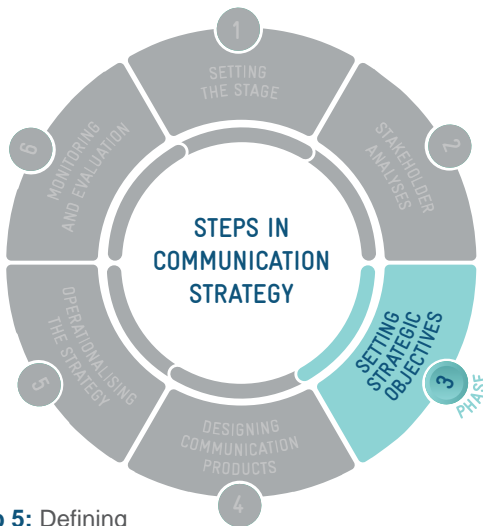 1
SETTING
THE STAGE
2
STAKEHOLDER
ANALYSES
SETTING
STRATEGIC
OBJECTIVES
3
PHASE
DESIGNING
COMMUNICATION
PRODUCTS
4
OPERATIONALISING
THE STRATEGY
5
MONITORING
AND EVALUATION
6
STEPS IN
COMMUNICATION
STRATEGY
5: Defining